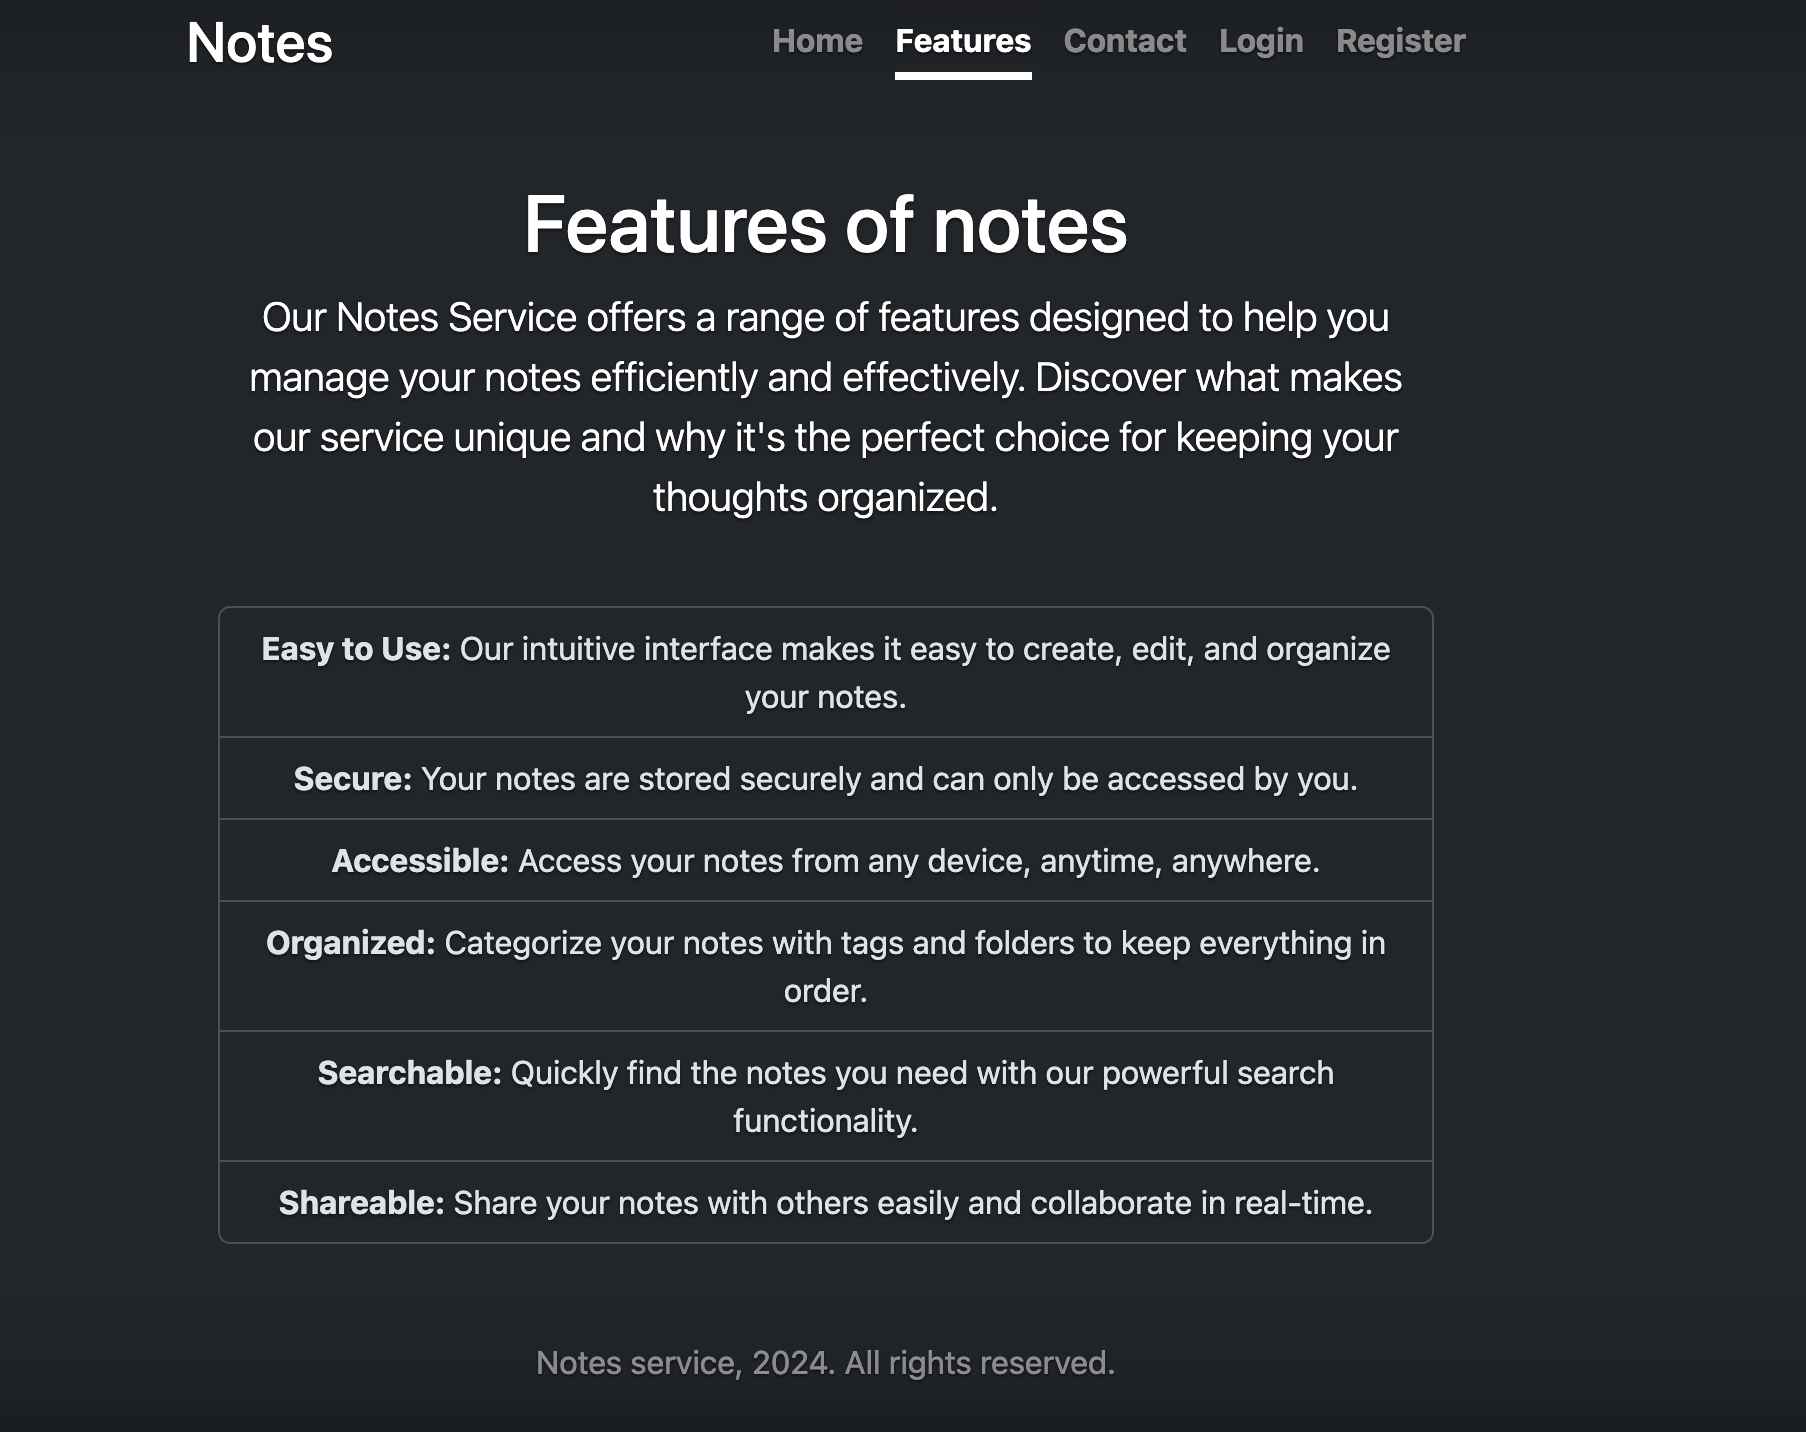 Notes
Home Features Contact Login Register
Features of notes
Our Notes Service offers a range of features designed to help you
manage your notes efficiently and effectively. Discover what makes
our service unique and why it's the perfect choice for keeping your
thoughts organized.
Easy to Use: Our intuitive interface makes it easy to create, edit, and organize
your notes.
Secure: Your notes are stored securely and can only be accessed by you.
Accessible: Access your notes from any device, anytime, anywhere.
Organized: Categorize your notes with tags and folders to keep everything in
order.
Searchable: Quickly find the notes you need with our powerful search
functionality.
Shareable: Share your notes with others easily and collaborate in real-time.
Notes service, 2024. All rights reserved.